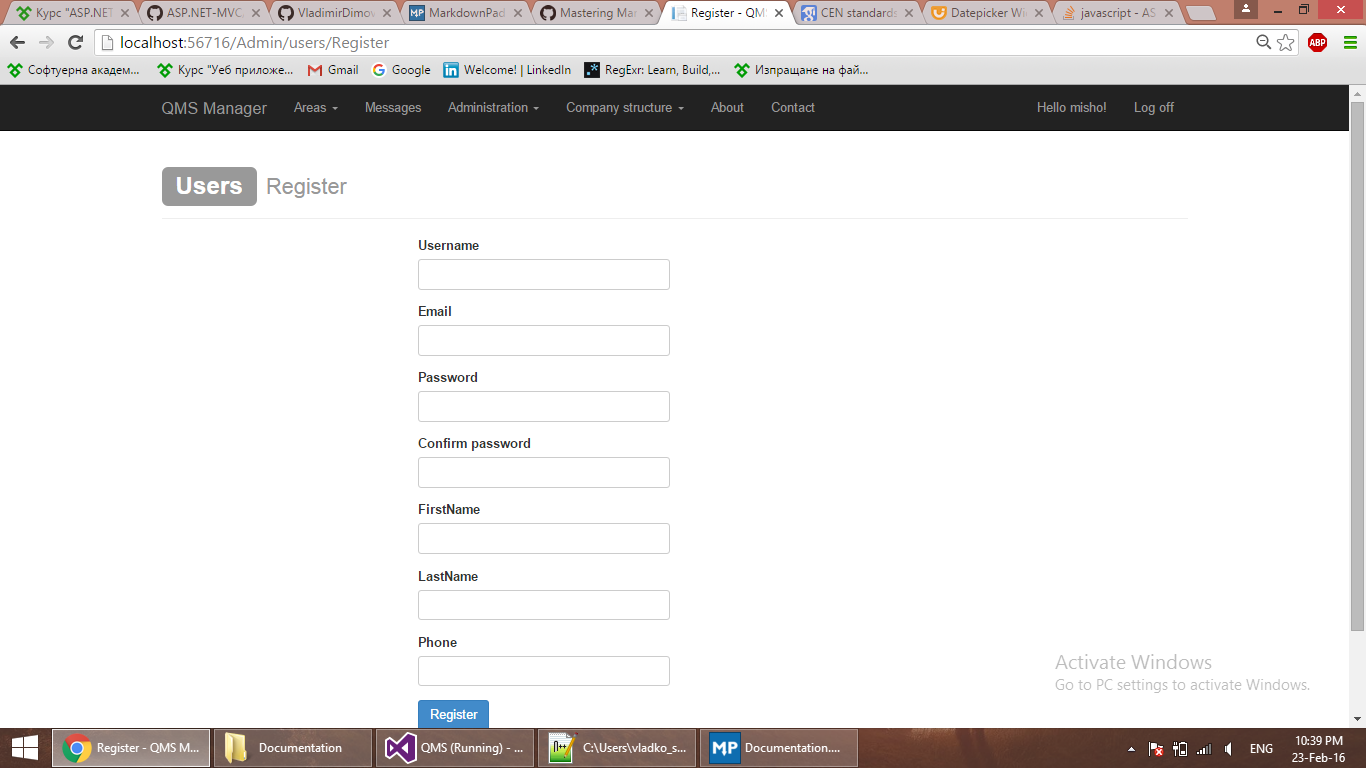 Курс "ASP.NET
ASP.NET-MVC
VladimirDimov
MarkdownPad
Mastering Mar
Register - QMS
CEN standards
Datepicker Wi
javascript - AS
localhost:56716/Admin/users/Register
ABP
Софтуерна академ...
Курс "Уеб приложе...
Gmail
Google
Welcome! | LinkedIn
RegExr: Learn, Build,...
Изпращане на фай...
QMS Manager
Areas
Messages
Administration
Company structure
About
Contact
Hello misho!
Log off
Users Register
Username
Email
Password
Confirm password
FirstName
LastName
Phone
Register
Activate Windows
Go to PC settings to activate Windows.
Register - QMS M...
Documentation
QMS (Running) - ...
C:\Users\vladko_s...
MP
Documentation....
ENG
10:39 PM
23-Feb-16